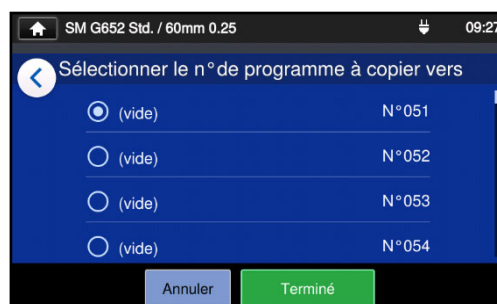 SM G652 Std. / 60mm 0.25 09:27
Sélectionner le n°de programme à copier vers
(vide) N°051
(vide) N°052
(vide) N°053
(vide) N°054
Annuler Terminé